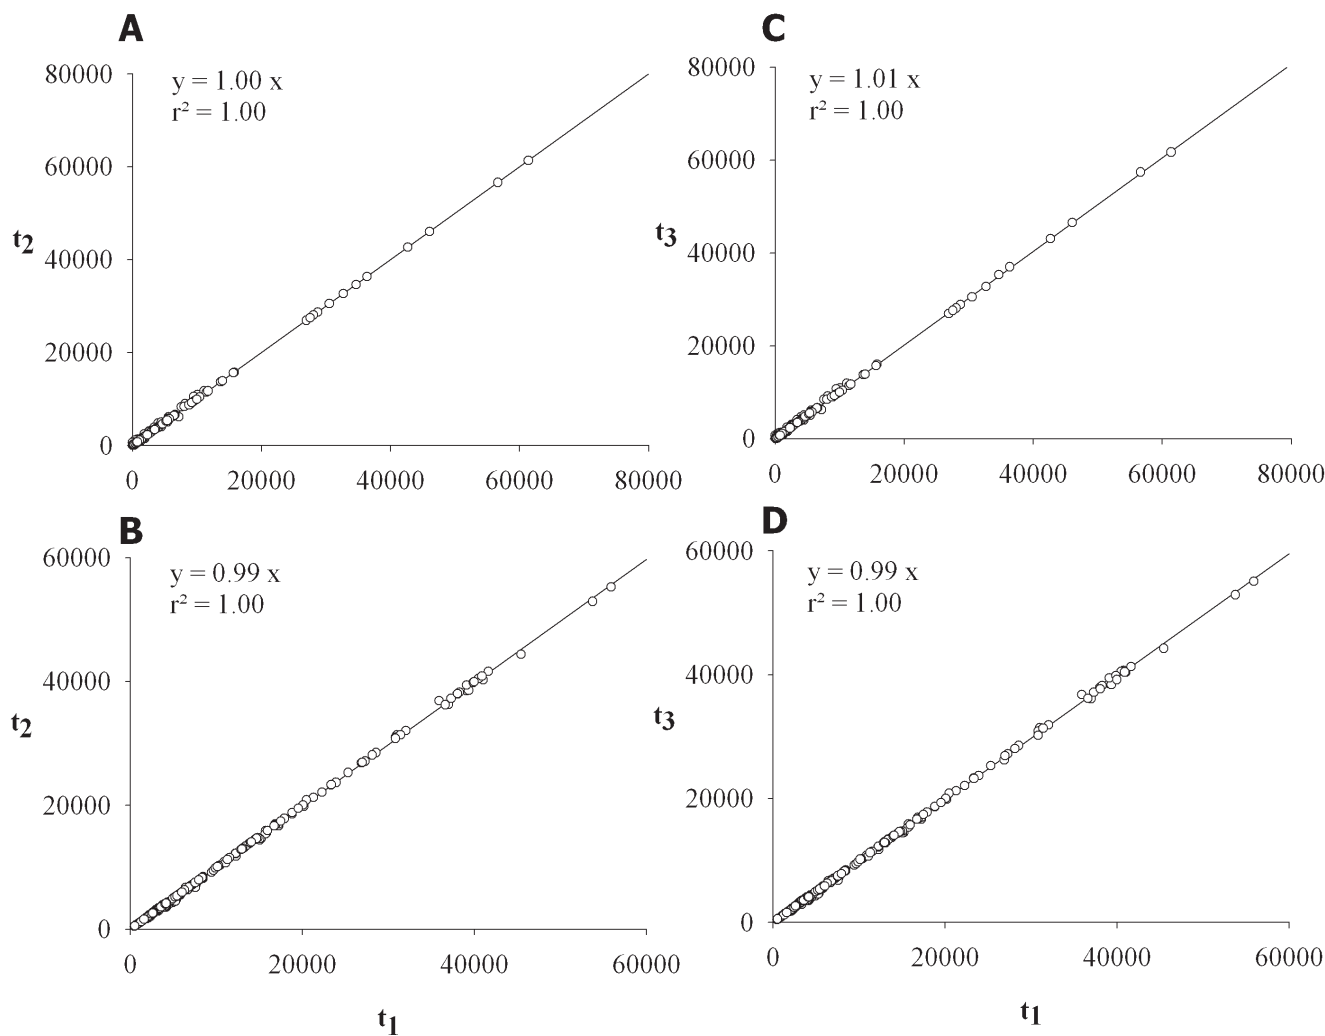 A
y = 1.00 x
r² = 1.00
80000
60000
40000
20000
0
t2
0 20000 40000 60000 80000
C
y = 1.01 x
r² = 1.00
80000
60000
40000
20000
0
t3
0 20000 40000 60000 80000
B
y = 0.99 x
r² = 1.00
60000
40000
20000
0
t2
0 20000 40000 60000
t1
D
y = 0.99 x
r² = 1.00
60000
40000
20000
0
t3
0 20000 40000 60000
t1